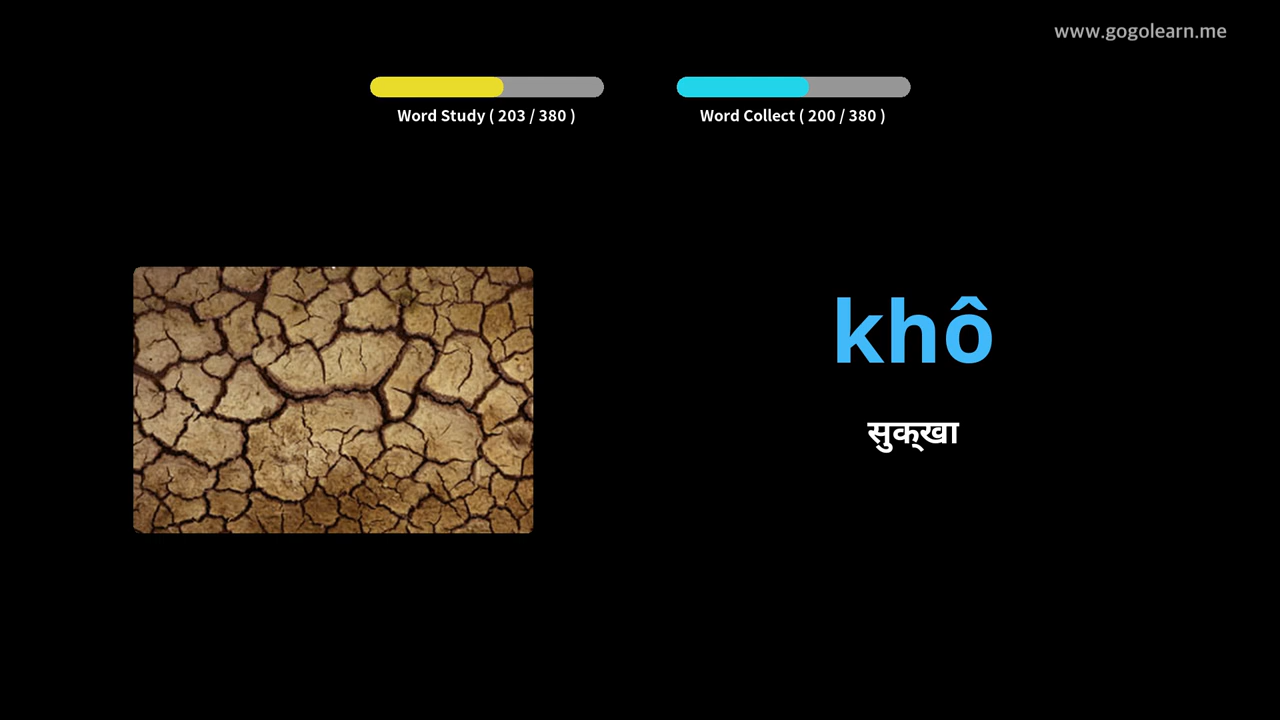 www.gogolearn.me
Word Study ( 203 / 380 )
Word Collect ( 200 / 380 )
khô
सुक्खा